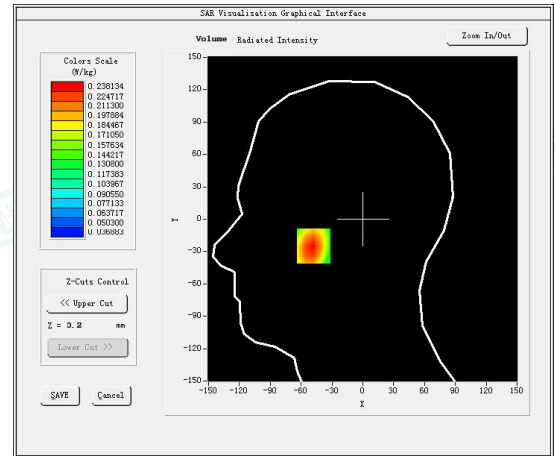 SAR Visualisation Graphical Interface
Volume Radiated Intensity
Zoom In/Out
Colors Scale
(W/kg)
0.238134
0.224717
0.211300
0.197884
0.184467
0.171050
0.157634
0.144217
0.130800
0.117383
0.103967
0.090550
0.077133
0.063717
0.050300
0.036883
Z-Cuts Control
<< Upper Cut
Z = 0.2 mm
Lower Cut >>
SAVE Cancel
150
120
90
60
30
0
-30
-60
-90
-120
-150
Y
-150 -120 -90 -60 -30 0 30 60 90 120 150
X